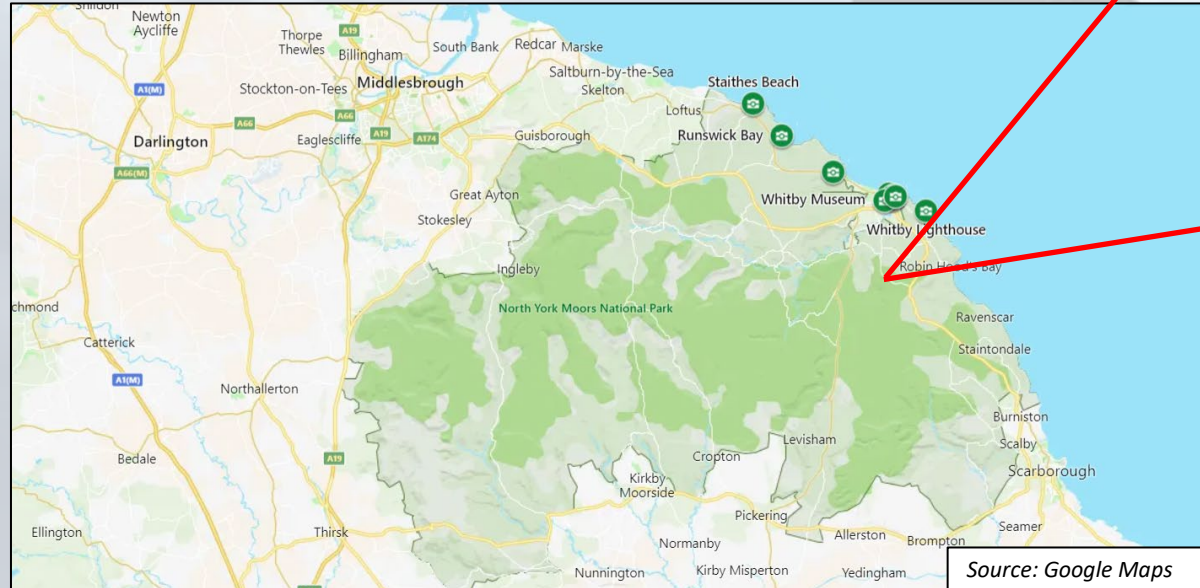 Shildon
Newton
Aycliffe
Thorpe
Thewles
A19
Billingham
South Bank
Redcar
Marske
Middlesbrough
Saltburn-by-the-Sea
Skelton
Staithes Beach
A1(M)
Stockton-on-Tees
A66
A66
A19
A174
Loftus
Darlington
Eaglescliffe
Guisborough
Runswick Bay
A66(M)
Great Ayton
Whitby Museum
Stokesley
Whitby Lighthouse
Ingleby
Robin Hood's Bay
North York Moors National Park
chmond
Ravenscar
Catterick
Staintondale
A1(M)
Northallerton
Burniston
Levisham
Scalby
Bedale
A19
Cropton
Scarborough
Kirkby
Moorside
Pickering
Ellington
Thirsk
Allerston
Seamer
Normanby
Brompton
Nunnington
Kirby Misperton
Yedingham
Source: Google Maps